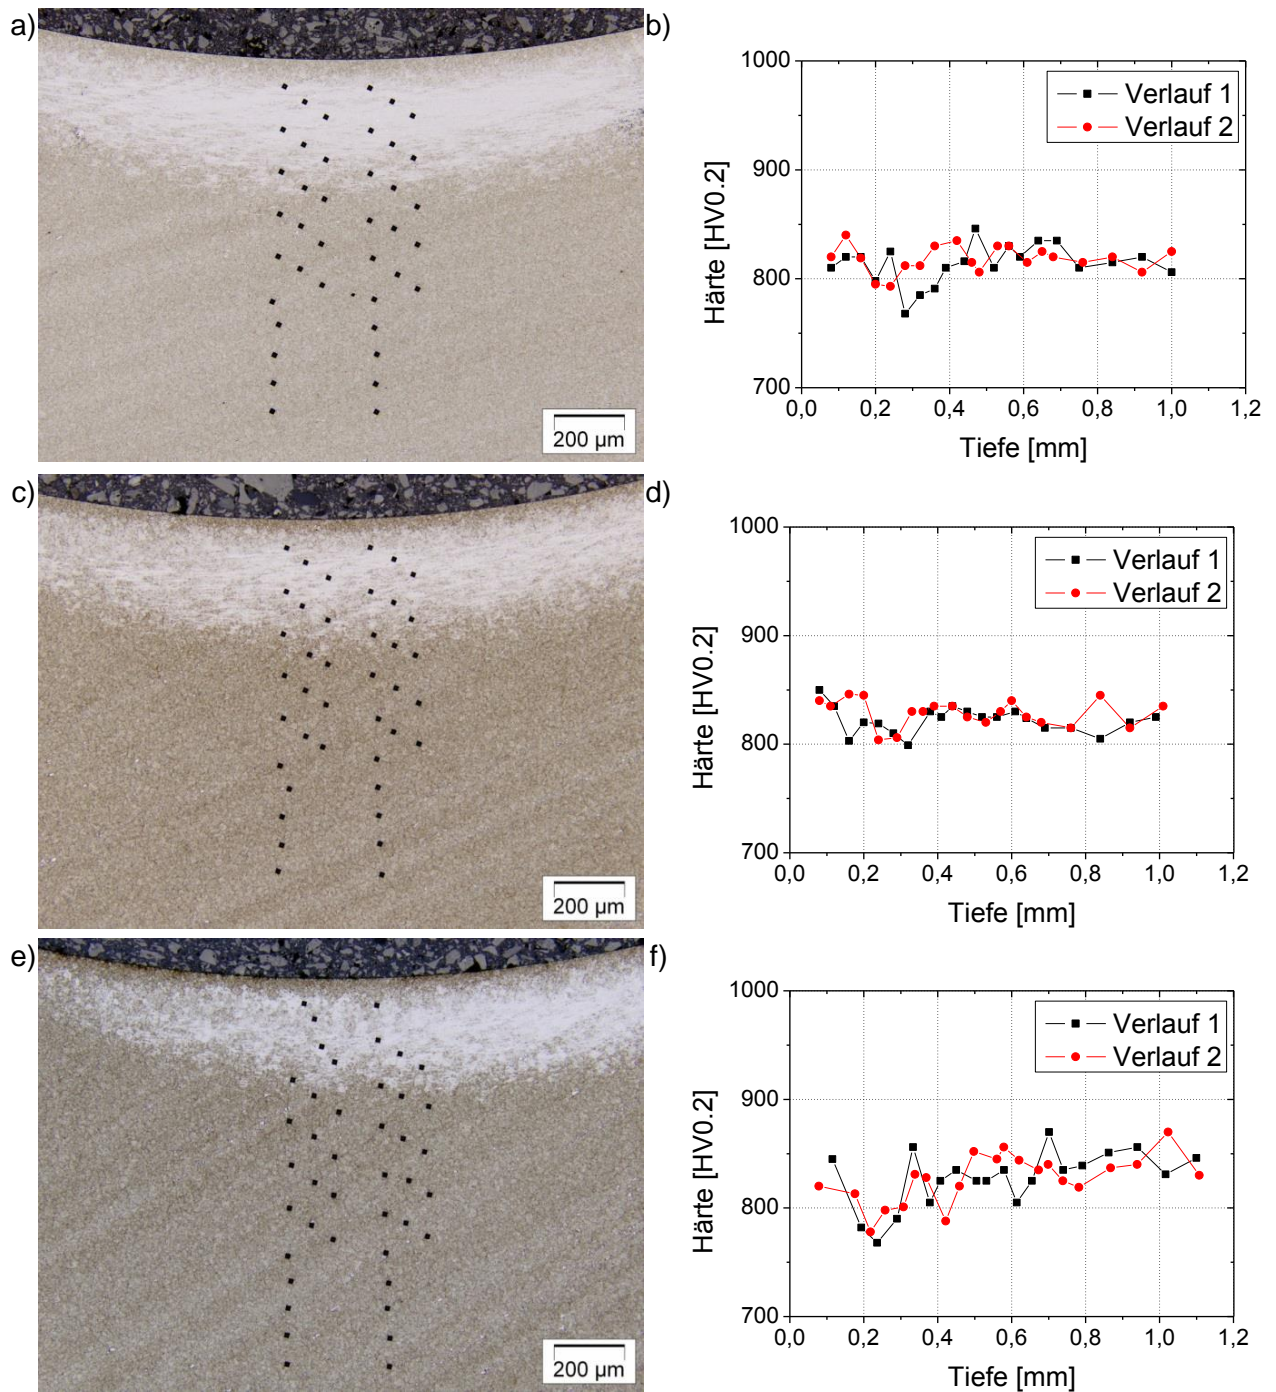 a)
200 µm
b)
Härte [HV0.2]
1000
900
800
700
Verlauf 1
Verlauf 2
0,0 0,2 0,4 0,6 0,8 1,0 1,2
Tiefe [mm]
c)
200 µm
d)
Härte [HV0.2]
1000
900
800
700
Verlauf 1
Verlauf 2
0,0 0,2 0,4 0,6 0,8 1,0 1,2
Tiefe [mm]
e)
200 µm
f)
Härte [HV0.2]
1000
900
800
700
Verlauf 1
Verlauf 2
0,0 0,2 0,4 0,6 0,8 1,0 1,2
Tiefe [mm]